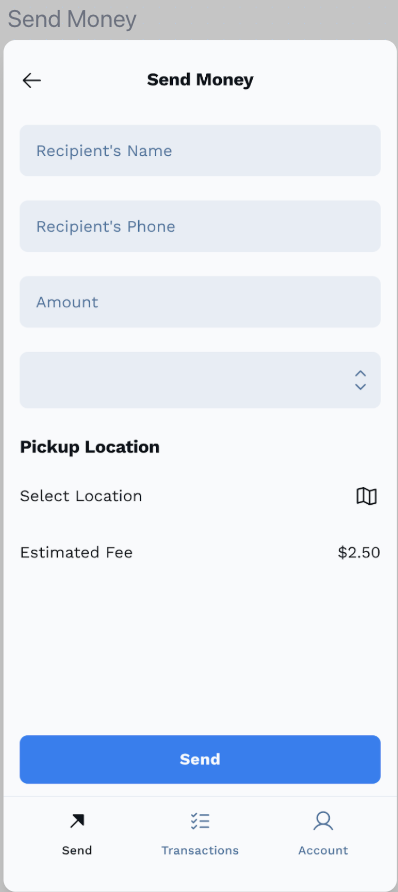 Send Money
Send Money
Recipient's Name
Recipient's Phone
Amount
Pickup Location
Select Location
Estimated Fee $2.50
Send
Send Transactions Account